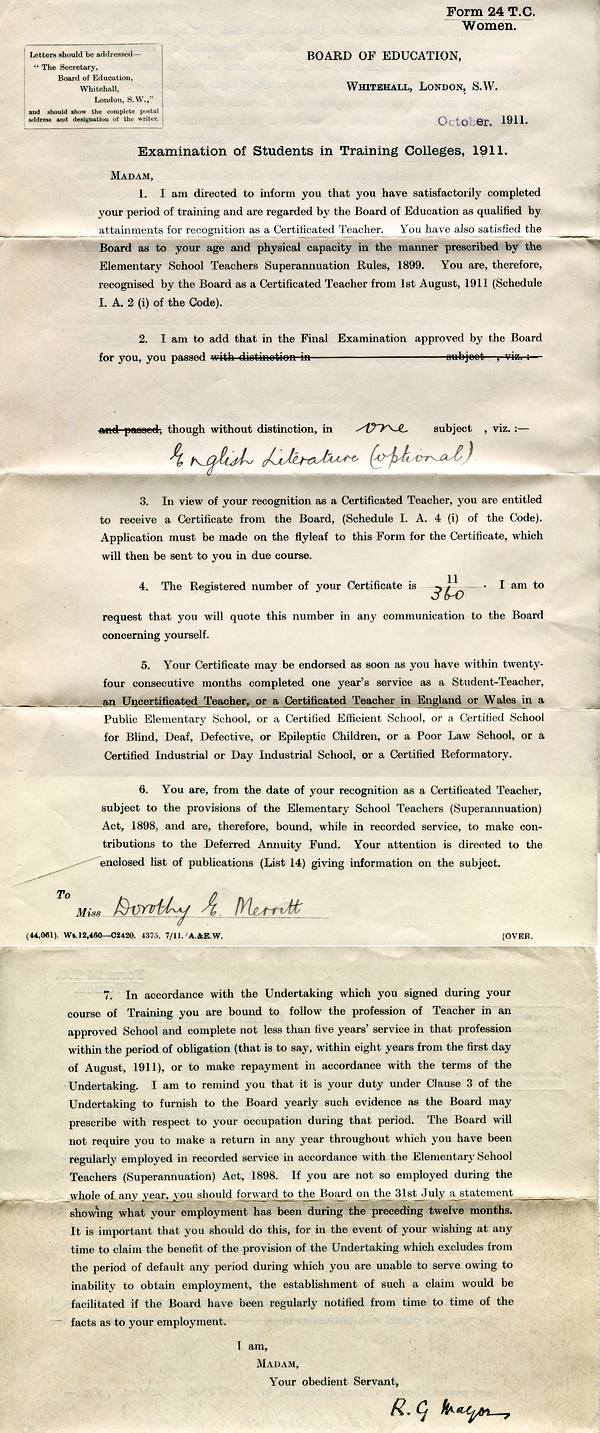 Form 24 T.C.
Women.
Letters should be addressed—
" The Secretary,
Board of Education,
Whitehall,
London, S.W.,"
and should show the complete postal
address and designation of the writer.
BOARD OF EDUCATION,
WHITEHALL, LONDON, S.W.
October. 1911.
Examination of Students in Training Colleges, 1911.
MADAM,
1. I am directed to inform you that you have satisfactorily completed
your period of training and are regarded by the Board of Education as qualified by
attainments for recognition as a Certificated Teacher. You have also satisfied the
Board as to your age and physical capacity in the manner prescribed by the
Elementary School Teachers Superannuation Rules, 1899. You are, therefore,
recognised by the Board as a Certificated Teacher from 1st August, 1911 (Schedule
I. A. 2 (i) of the Code).
2. I am to add that in the Final Examination approved by the Board
for you, you passed with distinction in subject , viz. :—
and passed, though without distinction, in one subject , viz. :—
English Literature (optional)
3. In view of your recognition as a Certificated Teacher, you are entitled
to receive a Certificate from the Board, (Schedule I. A. 4 (i) of the Code).
Application must be made on the flyleaf to this Form for the Certificate, which
will then be sent to you in due course.
4. The Registered number of your Certificate is 11/360 . I am to
request that you will quote this number in any communication to the Board
concerning yourself.
5. Your Certificate may be endorsed as soon as you have within twenty-
four consecutive months completed one year's service as a Student-Teacher,
an Uncertificated Teacher, or a Certificated Teacher in England or Wales in a
Public Elementary School, or a Certified Efficient School, or a Certified School
for Blind, Deaf, Defective, or Epileptic Children, or a Poor Law School, or a
Certified Industrial or Day Industrial School, or a Certified Reformatory.
6. You are, from the date of your recognition as a Certificated Teacher,
subject to the provisions of the Elementary School Teachers (Superannuation)
Act, 1898, and are, therefore, bound, while in recorded service, to make con-
tributions to the Deferred Annuity Fund. Your attention is directed to the
enclosed list of publications (List 14) giving information on the subject.
To
Miss Dorothy E. Merritt
(44,061). Wt.12,460—C2420. 4375. 7/11. A.&E.W. [OVER.
7. In accordance with the Undertaking which you signed during your
course of Training you are bound to follow the profession of Teacher in an
approved School and complete not less than five years' service in that profession
within the period of obligation (that is to say, within eight years from the first day
of August, 1911), or to make repayment in accordance with the terms of the
Undertaking. I am to remind you that it is your duty under Clause 3 of the
Undertaking to furnish to the Board yearly such evidence as the Board may
prescribe with respect to your occupation during that period. The Board will
not require you to make a return in any year throughout which you have been
regularly employed in recorded service in accordance with the Elementary School
Teachers (Superannuation) Act, 1898. If you are not so employed during the
whole of any year, you should forward to the Board on the 31st July a statement
showing what your employment has been during the preceding twelve months.
It is important that you should do this, for in the event of your wishing at any
time to claim the benefit of the provision of the Undertaking which excludes from
the period of default any period during which you are unable to serve owing to
inability to obtain employment, the establishment of such a claim would be
facilitated if the Board have been regularly notified from time to time of the
facts as to your employment.
I am,
MADAM,
Your obedient Servant,
R. G Mayor